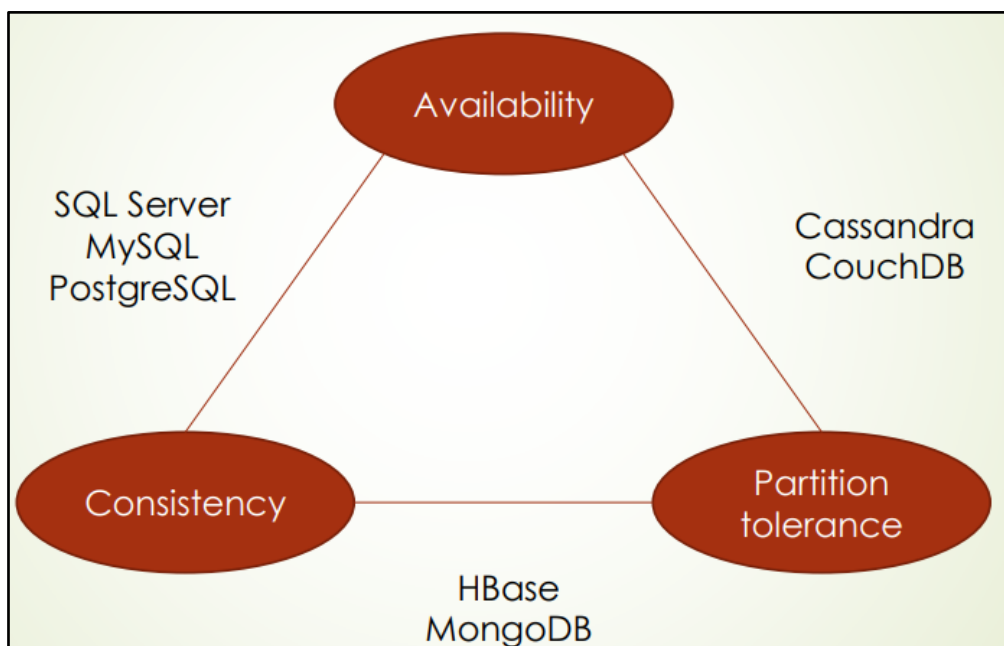 Availability
SQL Server
MySQL
PostgreSQL
Cassandra
CouchDB
Consistency
Partition
tolerance
HBase
MongoDB